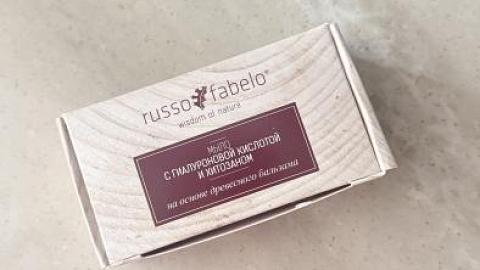 russo fabelo®
wisdom of nature
МЫЛО
С ГИАЛУРОНОВОЙ КИСЛОТОЙ
И ХИТОЗАНОМ
на основе древесного бальзама